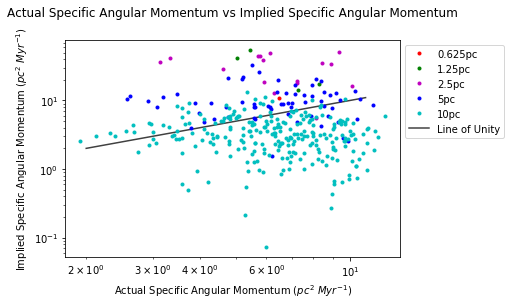 Actual Specific Angular Momentum vs Implied Specific Angular Momentum
Implied Specific Angular Momentum (pc² Myr⁻¹)
10¹
10⁰
10⁻¹
2 × 10⁰ 3 × 10⁰ 4 × 10⁰ 6 × 10⁰ 10¹
Actual Specific Angular Momentum (pc² Myr⁻¹)
0.625pc
1.25pc
2.5pc
5pc
10pc
Line of Unity